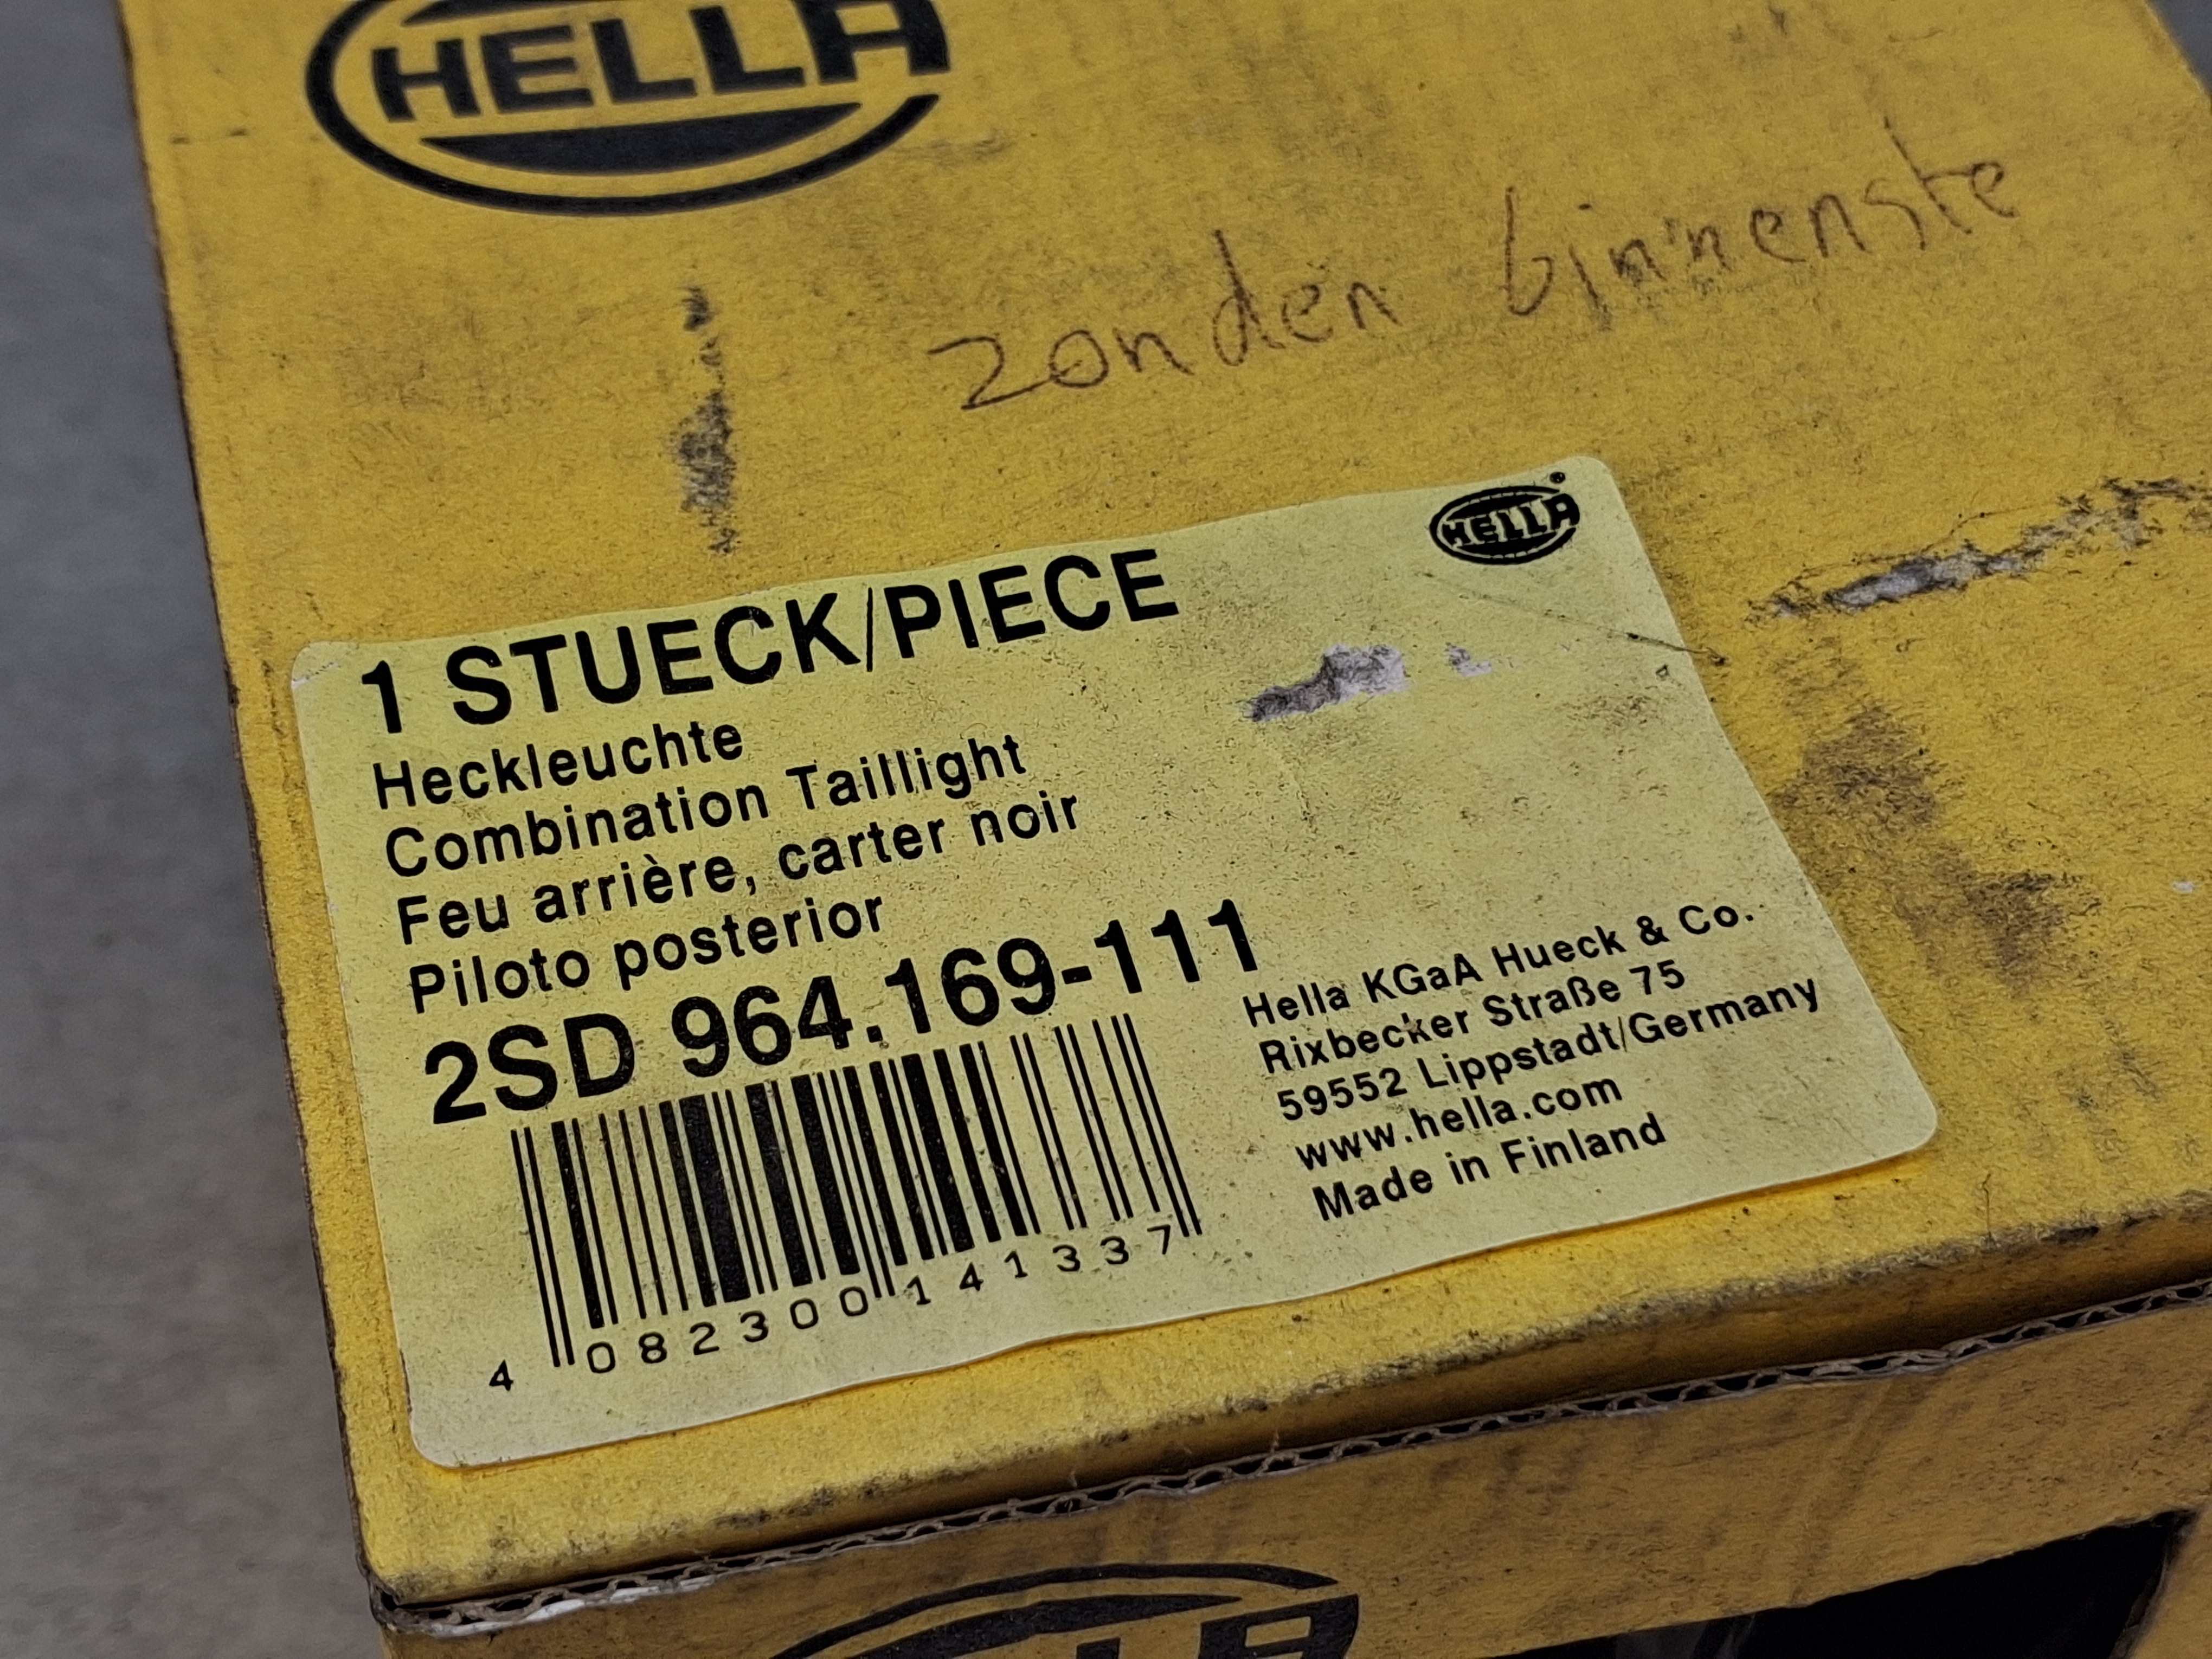 HELLA
zonden binnenste
HELLA
1 STUECK/PIECE
Heckleuchte
Combination Taillight
Feu arrière, carter noir
Piloto posterior
2SD 964.169-111
Hella KGaA Hueck & Co.
Rixbecker Straße 75
59552 Lippstadt/Germany
www.hella.com
Made in Finland
4 082300 141337